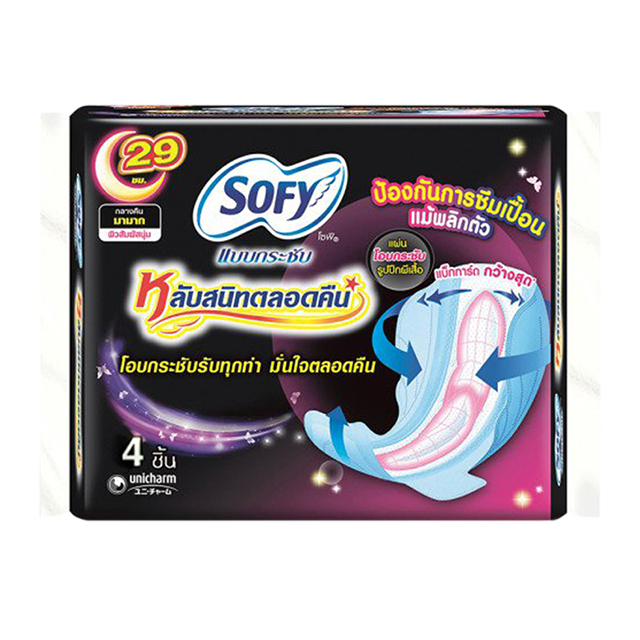 29
ซม.
กลางคืน
มามาก
ผิวสัมผัสนุ่ม
SOFY
โซฟี®
แบบกระชับ
หลับสนิทตลอดคืน
โอบกระชับรับทุกท่า มั่นใจตลอดคืน
4 ชิ้น
unicharm
ユニ・チャーム
ป้องกันการซึมเปื้อน
แม้พลิกตัว
แผ่น
โอบกระชับ
รูปปีกผีเสื้อ
แบ็กการ์ด กว้างสุด